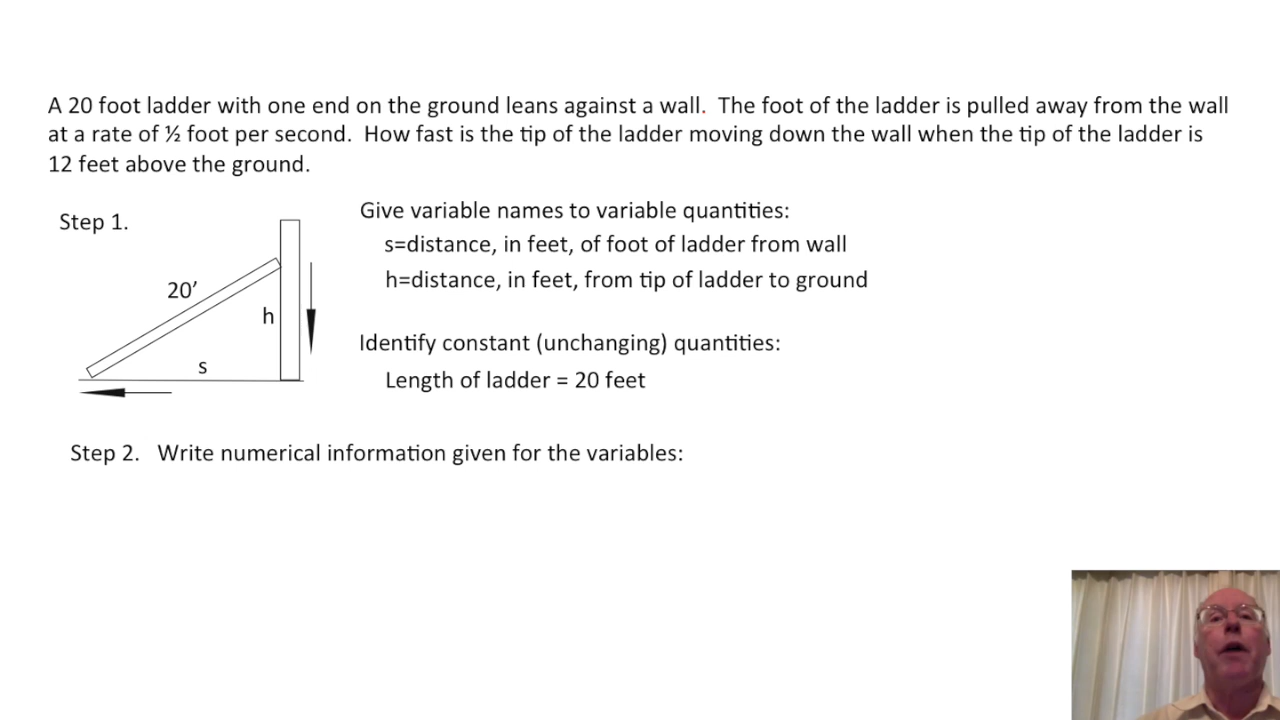 A 20 foot ladder with one end on the ground leans against a wall.  The foot of the ladder is pulled away from the wall
at a rate of ½ foot per second.  How fast is the tip of the ladder moving down the wall when the tip of the ladder is
12 feet above the ground.
Step 1.
Give variable names to variable quantities:
s=distance, in feet, of foot of ladder from wall
h=distance, in feet, from tip of ladder to ground
20’
h
s
Identify constant (unchanging) quantities:
Length of ladder = 20 feet
Step 2.   Write numerical information given for the variables: